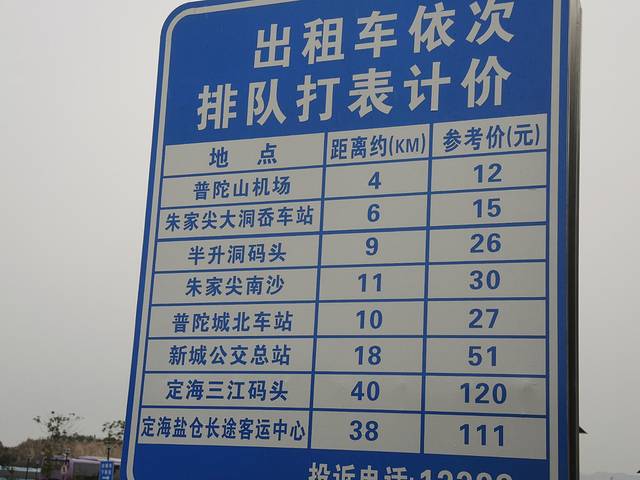 出租车依次
排队打表计价
地 点 距离约(KM) 参考价(元)
普陀山机场 4 12
朱家尖大洞岙车站 6 15
半升洞码头 9 26
朱家尖南沙 11 30
普陀城北车站 10 27
新城公交总站 18 51
定海三江码头 40 120
定海盐仓长途客运中心 38 111
投诉电话: